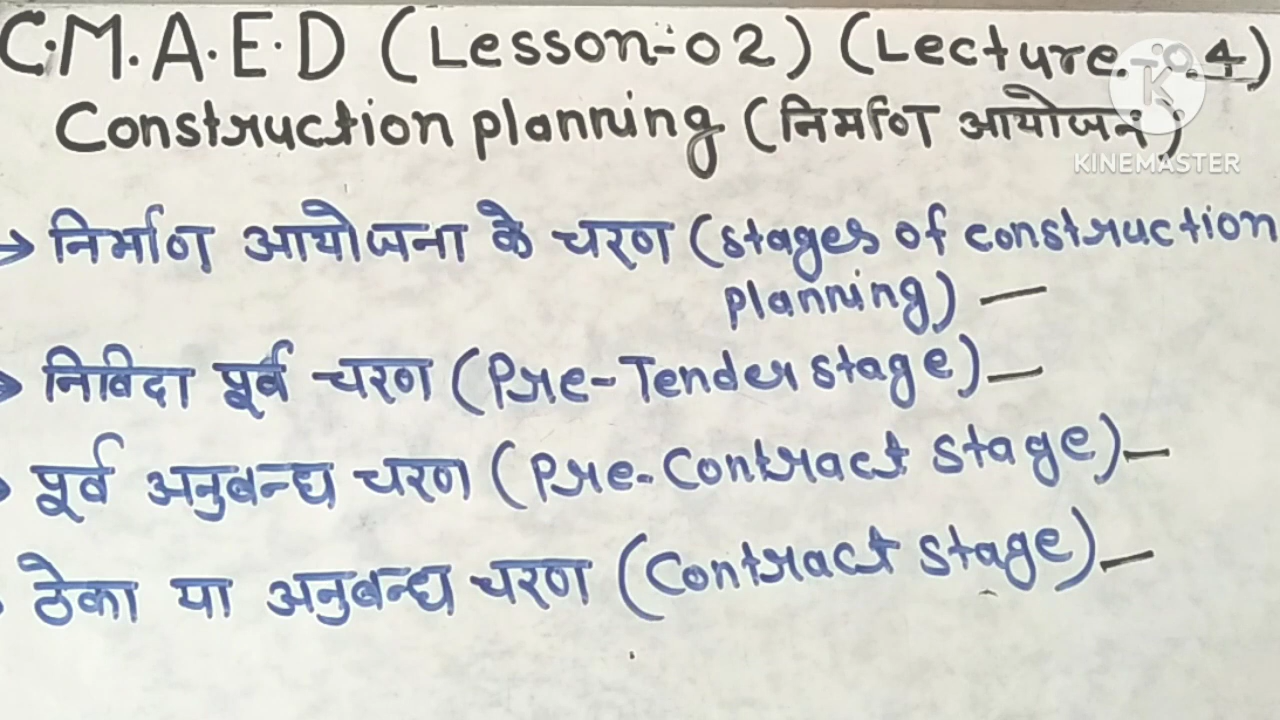 C.M.A.E.D (Lesson-02) (Lecture-04)
Construction planning (निर्माण आयोजन)
KINEMASTER
→ निर्माण आयोजना के चरण (stages of construction
planning) —
→ निविदा पूर्व चरण (Pre-Tender stage) —
पूर्व अनुबन्ध चरण (Pre-Contract stage) —
ठेका या अनुबन्ध चरण (Contract stage) —